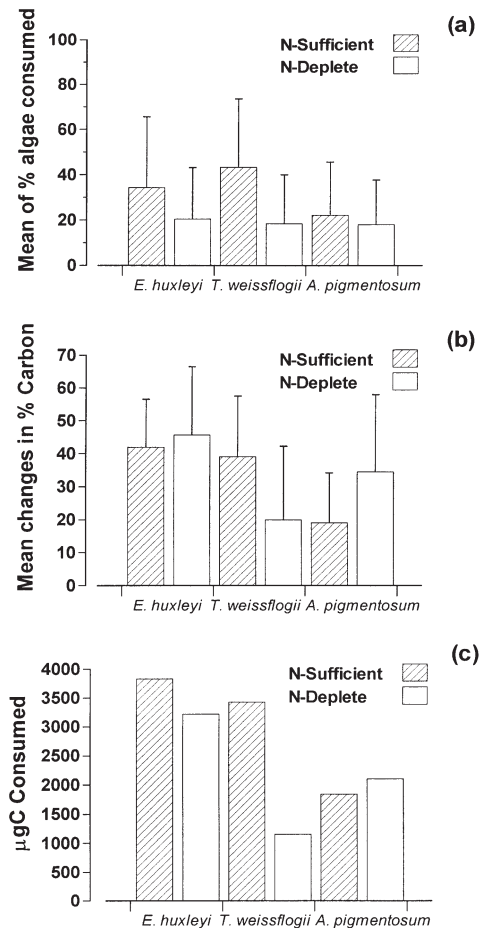 (a)
N-Sufficient
N-Deplete
Mean of % algae consumed
100
80
60
40
20
0
E. huxleyi T. weissflogii A. pigmentosum
(b)
N-Sufficient
N-Deplete
Mean changes in % Carbon
70
60
50
40
30
20
10
0
E. huxleyi T. weissflogii A. pigmentosum
(c)
N-Sufficient
N-Deplete
µgC Consumed
4000
3500
3000
2500
2000
1500
1000
500
0
E. huxleyi T. weissflogii A. pigmentosum